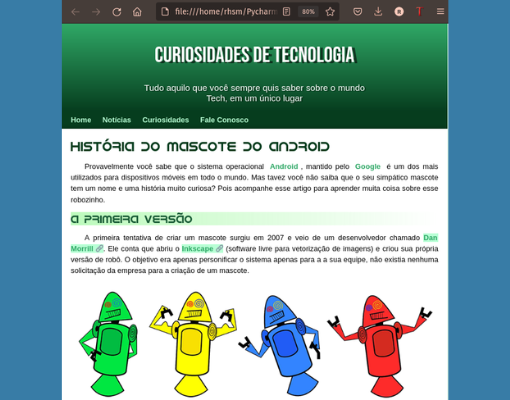 file:///home/rhsm/Pycharm
80%
CURIOSIDADES DE TECNOLOGIA
Tudo aquilo que você sempre quis saber sobre o mundo
Tech, em um único lugar
Home Notícias Curiosidades Fale Conosco
HISTÓRIA DO MASCOTE DO ANDROID
Provavelmente você sabe que o sistema operacional Android , mantido pelo Google é um dos mais
utilizados para dispositivos móveis em todo o mundo. Mas tavez você não saiba que o seu simpático mascote
tem um nome e uma história muito curiosa? Pois acompanhe esse artigo para aprender muita coisa sobre esse
robozinho.
A PRIMEIRA VERSÃO
A primeira tentativa de criar um mascote surgiu em 2007 e veio de um desenvolvedor chamado Dan
Morrill. Ele conta que abriu o Inkscape (software livre para vetorização de imagens) e criou sua própria
versão de robô. O objetivo era apenas personificar o sistema apenas para a a sua equipe, não existia nenhuma
solicitação da empresa para a criação de um mascote.